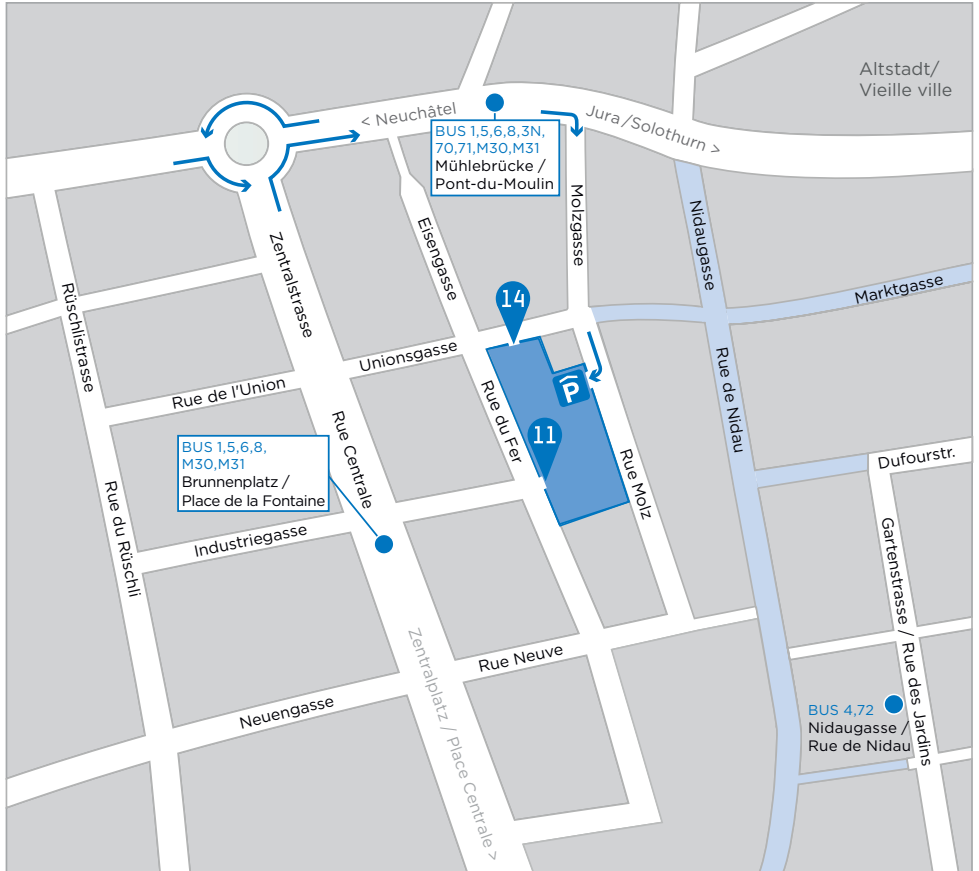 Altstadt/
Vieille ville
< Neuchâtel
Jura/Solothurn >
BUS 1,5,6,8,3N,
70,71,M30,M31
Mühlebrücke /
Pont-du-Moulin
Molzgasse
Nidaugasse
Eisengasse
Zentralstrasse
Rüschlistrasse
Marktgasse
14
Unionsgasse
Rue de l'Union
P
Rue du Fer
11
Rue de Nidau
Rue Centrale
BUS 1,5,6,8,
M30,M31
Brunnenplatz /
Place de la Fontaine
Rue Molz
Dufourstr.
Rue du Rüschli
Industriegasse
Gartenstrasse / Rue des Jardins
Zentralplatz / Place Centrale >
Rue Neuve
Neuengasse
BUS 4,72
Nidaugasse /
Rue de Nidau